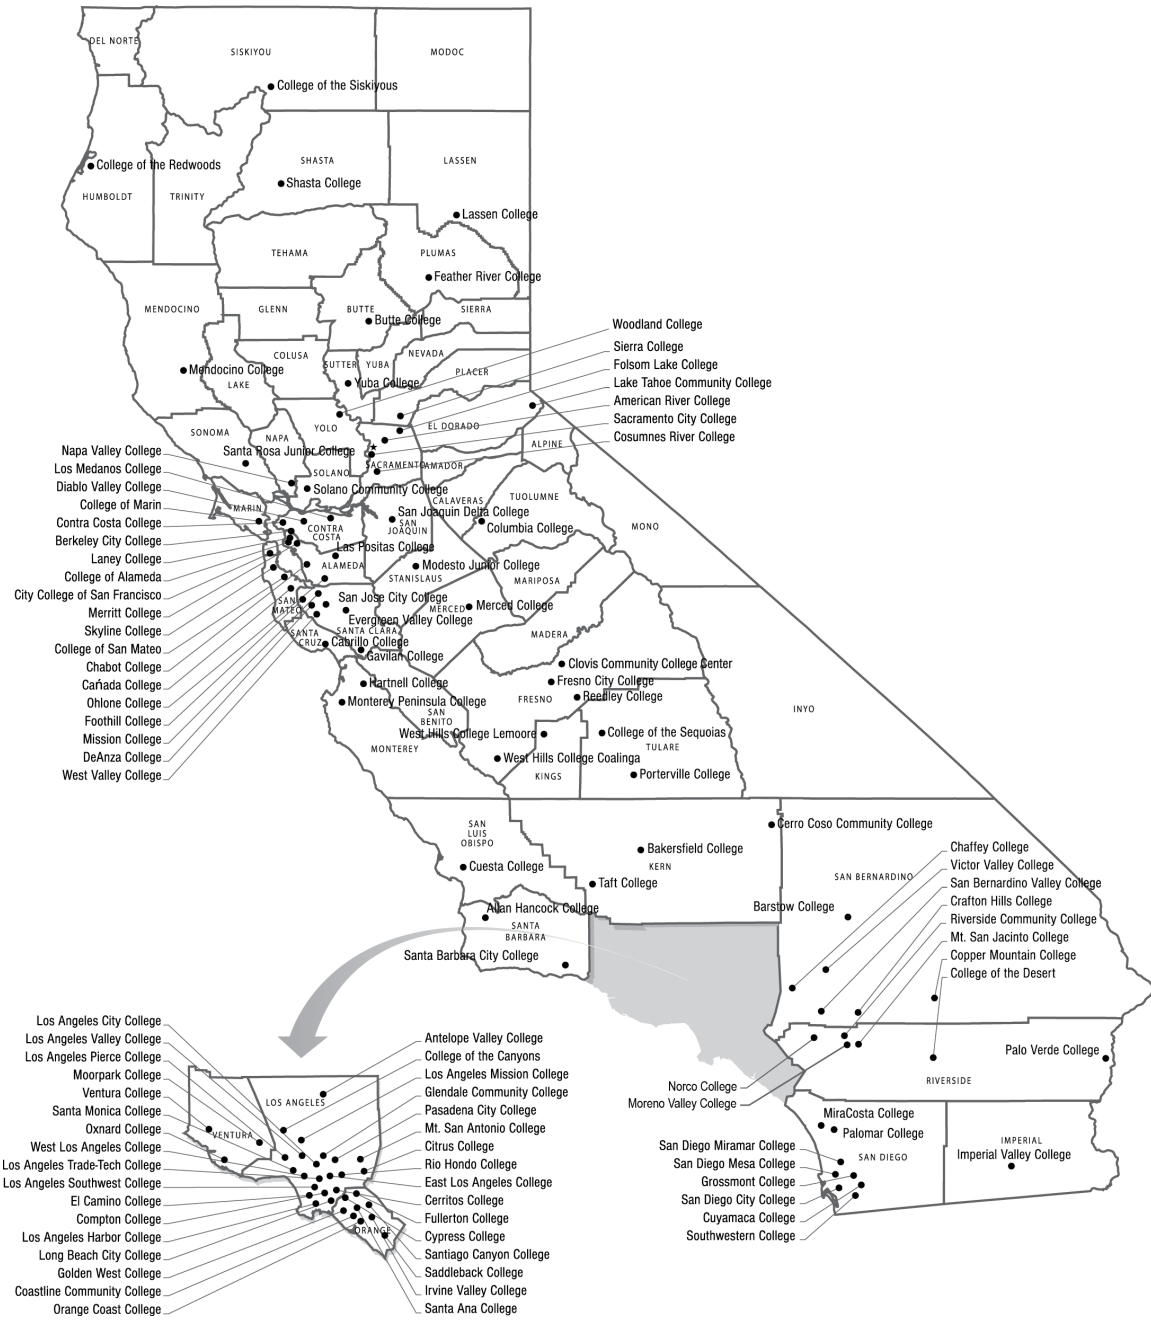 DEL NORTE
SISKIYOU
MODOC
College of the Siskiyous
College of the Redwoods
SHASTA
LASSEN
Shasta College
HUMBOLDT
TRINITY
Lassen College
TEHAMA
PLUMAS
Feather River College
MENDOCINO
GLENN
BUTTE
SIERRA
Butte College
Woodland College
Sierra College
COLUSA
NEVADA
SUTTER
YUBA
Folsom Lake College
Mendocino College
PLACER
LAKE
Yuba College
Lake Tahoe Community College
American River College
Sacramento City College
Cosumnes River College
SONOMA
NAPA
YOLO
EL DORADO
ALPINE
Napa Valley College
Los Medanos College
Diablo Valley College
College of Marin
Contra Costa College
Berkeley City College
Laney College
College of Alameda
City College of San Francisco
Merritt College
Skyline College
College of San Mateo
Chabot College
Cañada College
Ohlone College
Foothill College
Mission College
DeAnza College
West Valley College
Santa Rosa Junior College
SOLANO
SACRAMENTO
AMADOR
Solano Community College
MARIN
CALAVERAS
TUOLUMNE
San Joaquin Delta College
SAN
JOAQUIN
Columbia College
MONO
CONTRA
COSTA
Las Positas College
ALAMEDA
Modesto Junior College
STANISLAUS
MARIPOSA
SAN
MATEO
San Jose City College
MERCED
Merced College
Evergreen Valley College
SANTA CLARA
SANTA
CRUZ
MADERA
Cabrillo College
Gavilan College
Clovis Community College Center
Hartnell College
Fresno City College
Reedley College
Monterey Peninsula College
FRESNO
SAN
BENITO
INYO
West Hills College Lemoore
College of the Sequoias
MONTEREY
TULARE
West Hills College Coalinga
KINGS
Porterville College
SAN
LUIS
OBISPO
Cerro Coso Community College
Bakersfield College
KERN
Cuesta College
Taft College
SAN BERNARDINO
Chaffey College
Victor Valley College
San Bernardino Valley College
Crafton Hills College
Riverside Community College
Mt. San Jacinto College
Copper Mountain College
College of the Desert
Barstow College
Allan Hancock College
SANTA
BARBARA
Santa Barbara City College
Palo Verde College
RIVERSIDE
Norco College
Moreno Valley College
MiraCosta College
Palomar College
SAN DIEGO
IMPERIAL
Imperial Valley College
San Diego Miramar College
San Diego Mesa College
Grossmont College
San Diego City College
Cuyamaca College
Southwestern College
Los Angeles City College
Los Angeles Valley College
Los Angeles Pierce College
Moorpark College
Ventura College
Santa Monica College
Oxnard College
West Los Angeles College
Los Angeles Trade-Tech College
Los Angeles Southwest College
El Camino College
Compton College
Los Angeles Harbor College
Long Beach City College
Golden West College
Coastline Community College
Orange Coast College
LOS ANGELES
VENTURA
ORANGE
Antelope Valley College
College of the Canyons
Los Angeles Mission College
Glendale Community College
Pasadena City College
Mt. San Antonio College
Citrus College
Rio Hondo College
East Los Angeles College
Cerritos College
Fullerton College
Cypress College
Santiago Canyon College
Saddleback College
Irvine Valley College
Santa Ana College